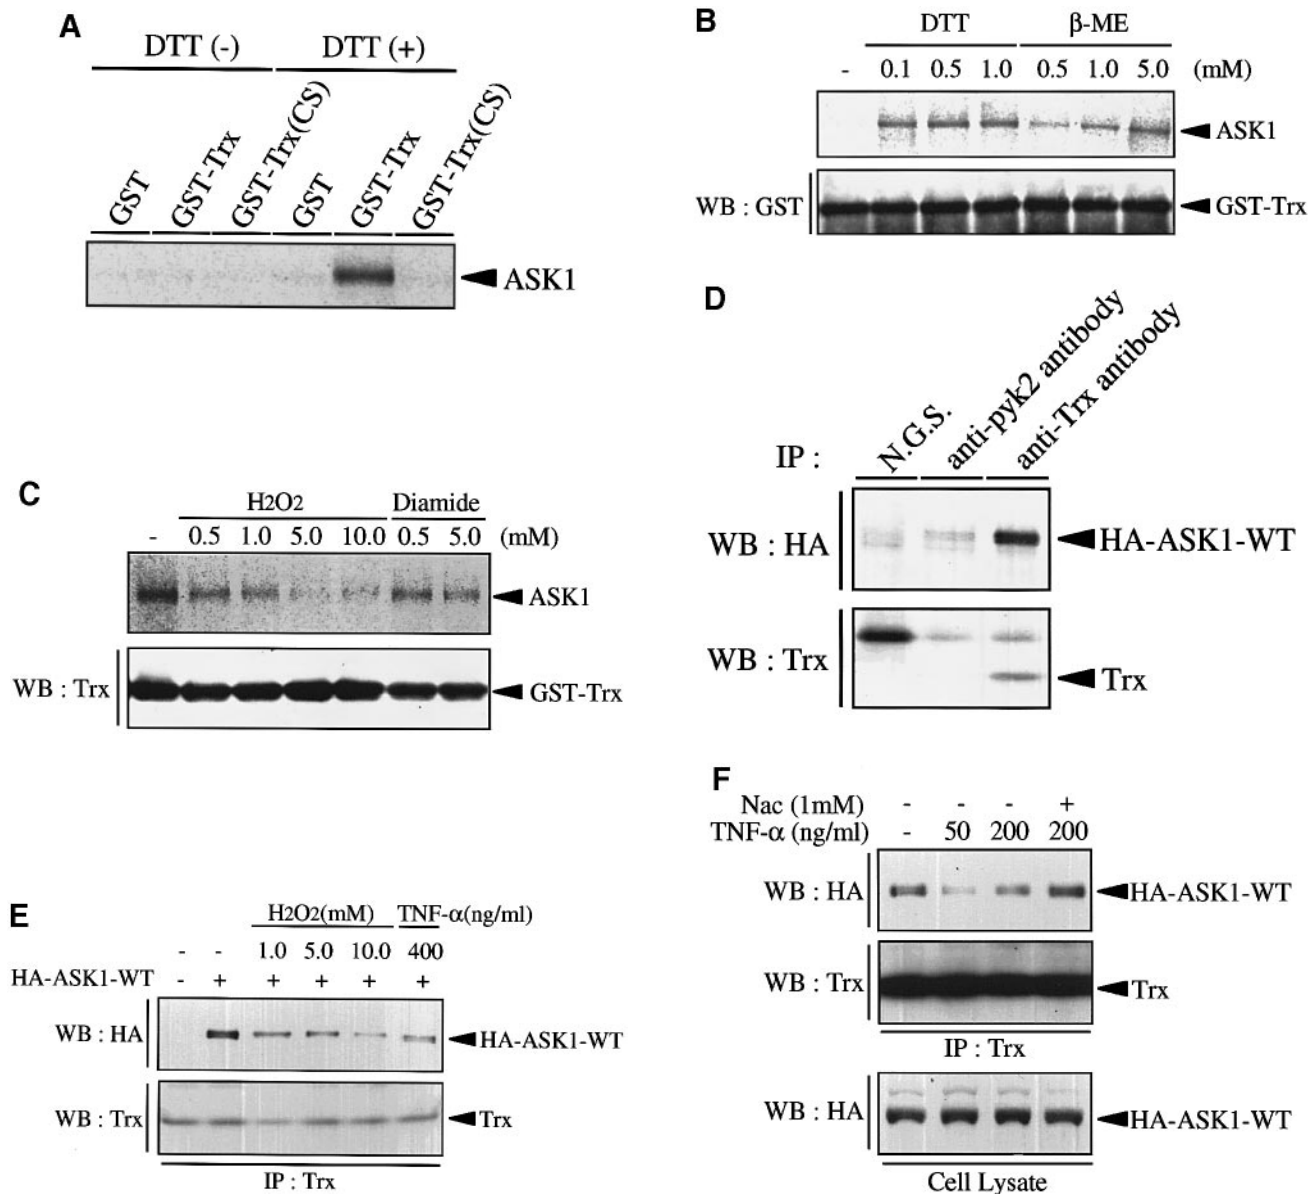 A
DTT (-) DTT (+)
GST GST-Trx GST-Trx(CS) GST GST-Trx GST-Trx(CS)
ASK1
B
DTT β-ME
- 0.1 0.5 1.0 0.5 1.0 5.0 (mM)
ASK1
WB : GST GST-Trx
C
H2O2 Diamide
- 0.5 1.0 5.0 10.0 0.5 5.0 (mM)
ASK1
WB : Trx GST-Trx
D
IP : N.G.S. anti-pyk2 antibody anti-Trx antibody
WB : HA HA-ASK1-WT
WB : Trx Trx
E
H2O2(mM) TNF-α(ng/ml)
- - 1.0 5.0 10.0 400
HA-ASK1-WT - + + + + +
WB : HA HA-ASK1-WT
WB : Trx Trx
IP : Trx
F
Nac (1mM) - - - +
TNF-α (ng/ml) - 50 200 200
WB : HA HA-ASK1-WT
WB : Trx Trx
IP : Trx
WB : HA HA-ASK1-WT
Cell Lysate